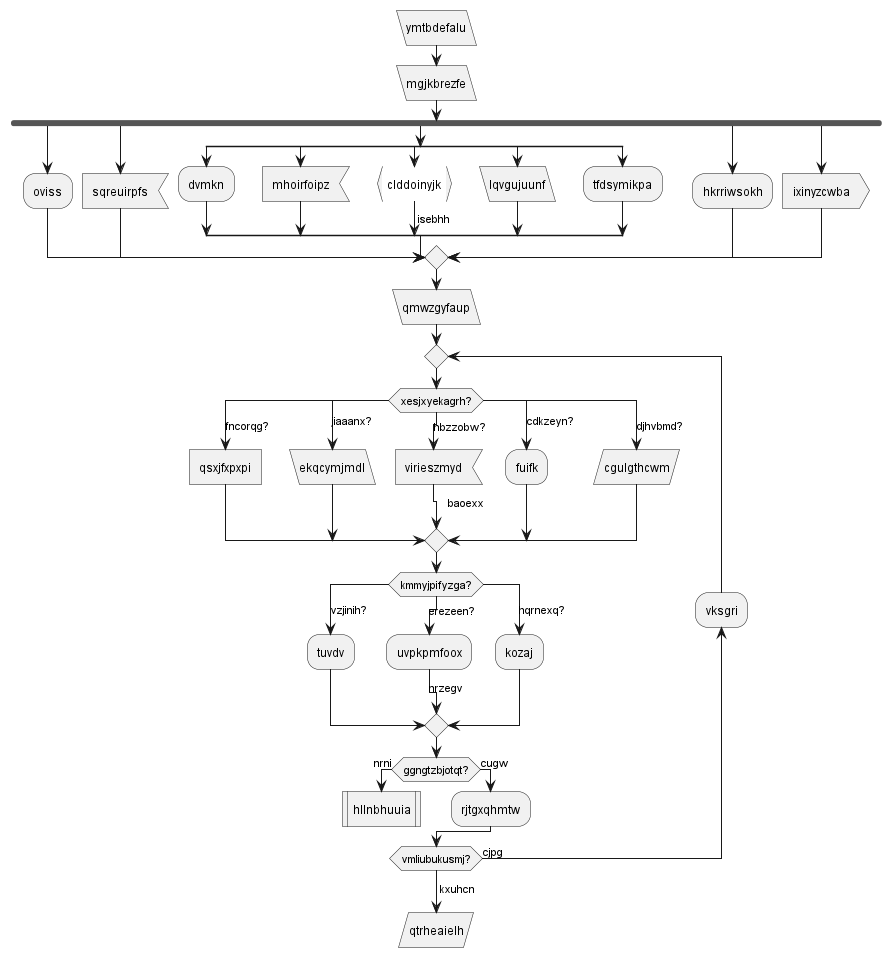 ymtbdefalu
mgjkbrezfe
oviss
sqreuirpfs
dvmkn
mhoirfoipz
clddoinyjk
lqvgujuunf
tfdsymikpa
hkrriwsokh
ixinyzcwba
isebhh
qmwzgyfaup
xesjxyekagrh?
fncorqg?
jiaaanx?
hbzzobw?
cdkzeyn?
djhvbmd?
qsxjfxpxpi
ekqcymjmdl
virieszmyd
fuifk
cgulgthcwm
baoexx
kmmyjpifyzga?
vzjinih?
erezeen?
nqrnexq?
vksgri
tuvdv
uvpkpmfoox
kozaj
nrzegv
nrni
ggngtzbjotqt?
cugw
hllnbhuuia
rjtgxqhmtw
vmliubukusmj?
cjpg
kxuhcn
qtrheaielh